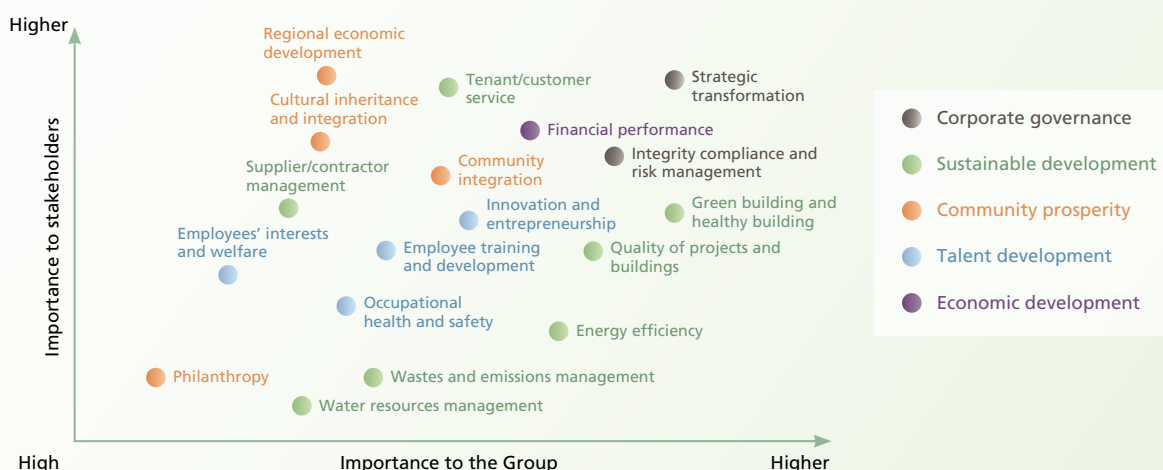 Higher
Regional economic
development
Tenant/customer
service
Strategic
transformation
Cultural inheritance
and integration
Financial performance
Community
integration
Integrity compliance and
risk management
Supplier/contractor
management
Innovation and
entrepreneurship
Green building and
healthy building
Employees’ interests
and welfare
Employee training
and development
Quality of projects and
buildings
Occupational
health and safety
Energy efficiency
Philanthropy
Wastes and emissions management
Water resources management
Importance to stakeholders
High
Importance to the Group
Higher
Corporate governance
Sustainable development
Community prosperity
Talent development
Economic development